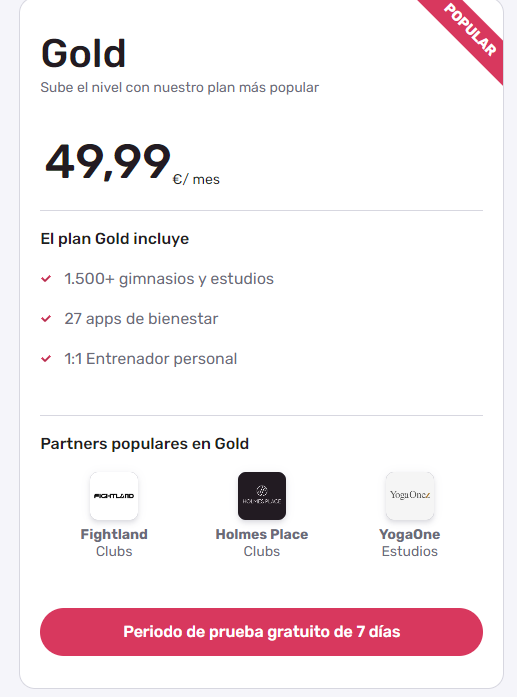 POPULAR
Gold
Sube el nivel con nuestro plan más popular
49,99 €/ mes
El plan Gold incluye
1.500+ gimnasios y estudios
27 apps de bienestar
1:1 Entrenador personal
Partners populares en Gold
FIGHTLAND
HOLMES PLACE
YogaOne
Fightland
Clubs
Holmes Place
Clubs
YogaOne
Estudios
Periodo de prueba gratuito de 7 días